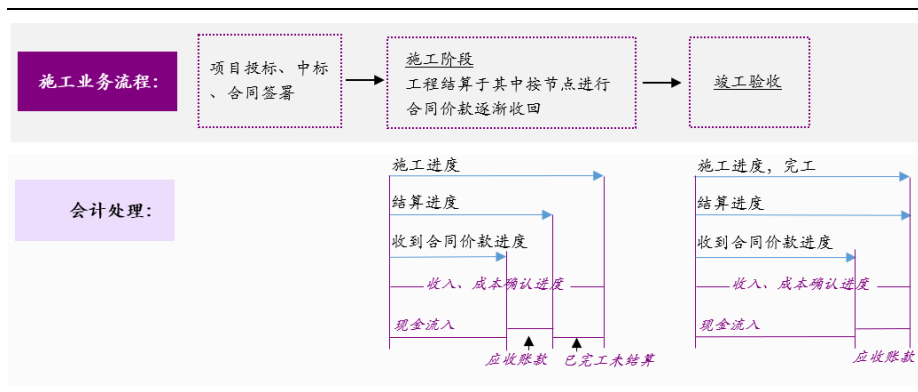 施工业务流程：
项目投标、中标
、合同签署
施工阶段
工程结算于其中按节点进行
合同价款逐渐收回
竣工验收
会计处理：
施工进度
结算进度
收到合同价款进度
收入、成本确认进度
现金流入
应收账款
已完工未结算
施工进度，完工
结算进度
收到合同价款进度
收入、成本确认进度
现金流入
应收账款